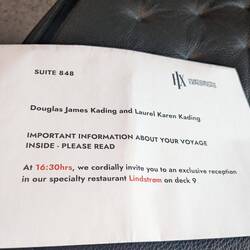 SUITE 848
Douglas James Kading and Laurel Karen Kading
IMPORTANT INFORMATION ABOUT YOUR VOYAGE
INSIDE - PLEASE READ
At 16:30hrs, we cordially invite you to an exclusive reception
in our specialty restaurant Lindstrøm on deck 9